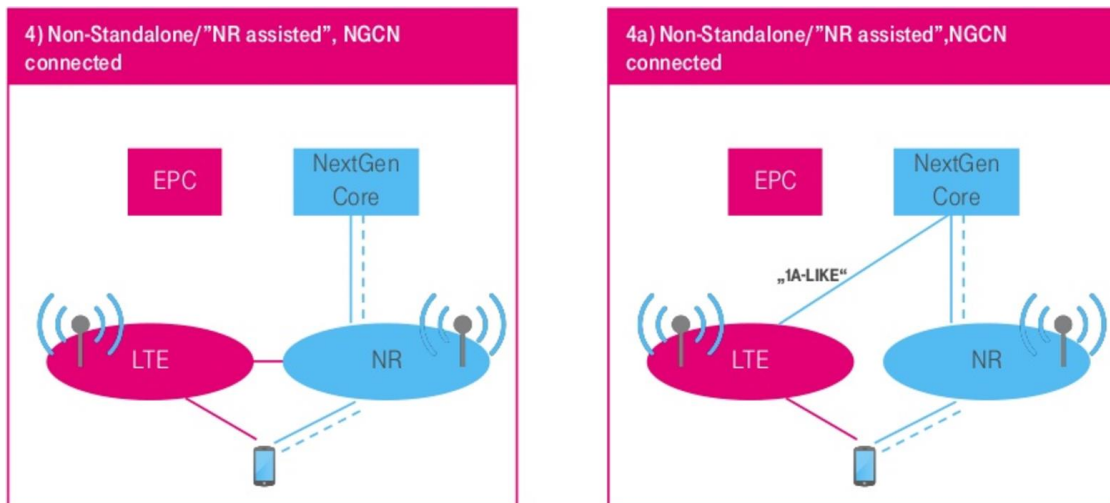 4) Non-Standalone/”NR assisted”, NGCN
connected
EPC
NextGen
Core
LTE
NR
4a) Non-Standalone/”NR assisted”,NGCN
connected
EPC
NextGen
Core
„1A-LIKE“
LTE
NR